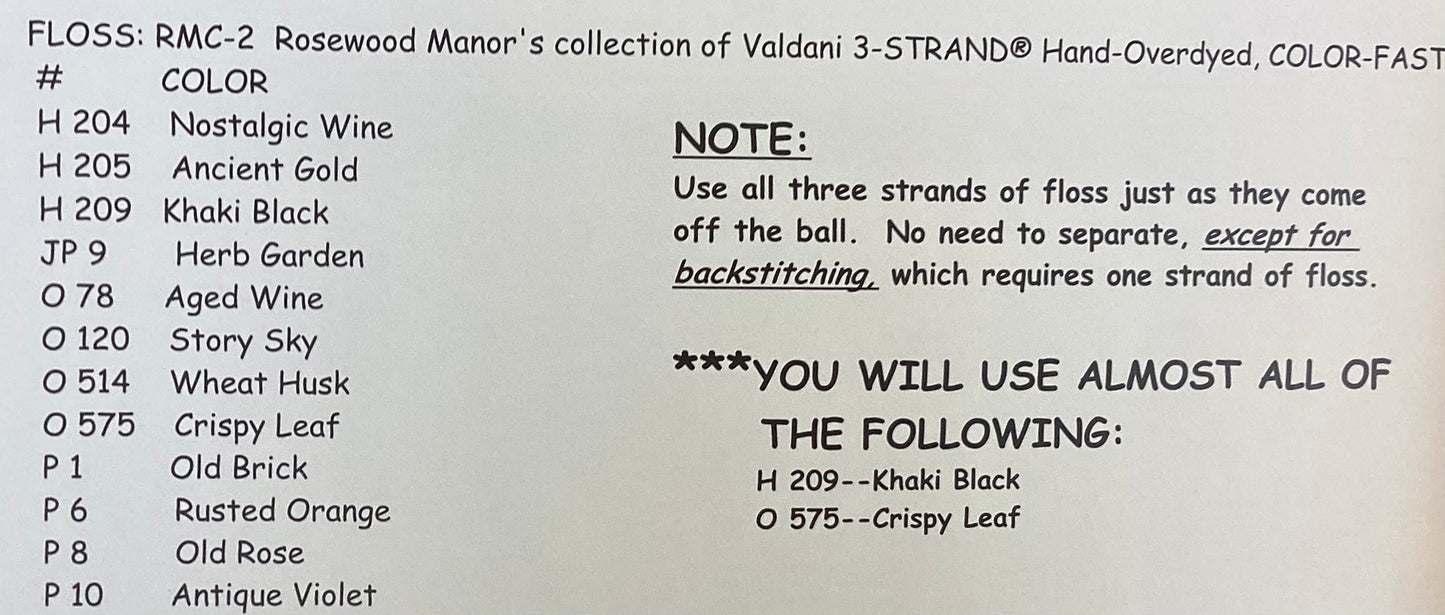 FLOSS: RMC-2 Rosewood Manor's collection of Valdani 3-STRAND® Hand-Overdyed, COLOR-FAST
# COLOR
H 204 Nostalgic Wine
H 205 Ancient Gold
H 209 Khaki Black
JP 9 Herb Garden
O 78 Aged Wine
O 120 Story Sky
O 514 Wheat Husk
O 575 Crispy Leaf
P 1 Old Brick
P 6 Rusted Orange
P 8 Old Rose
P 10 Antique Violet
NOTE:
Use all three strands of floss just as they come
off the ball. No need to separate, except for
backstitching, which requires one strand of floss.
***YOU WILL USE ALMOST ALL OF
THE FOLLOWING:
H 209--Khaki Black
O 575--Crispy Leaf